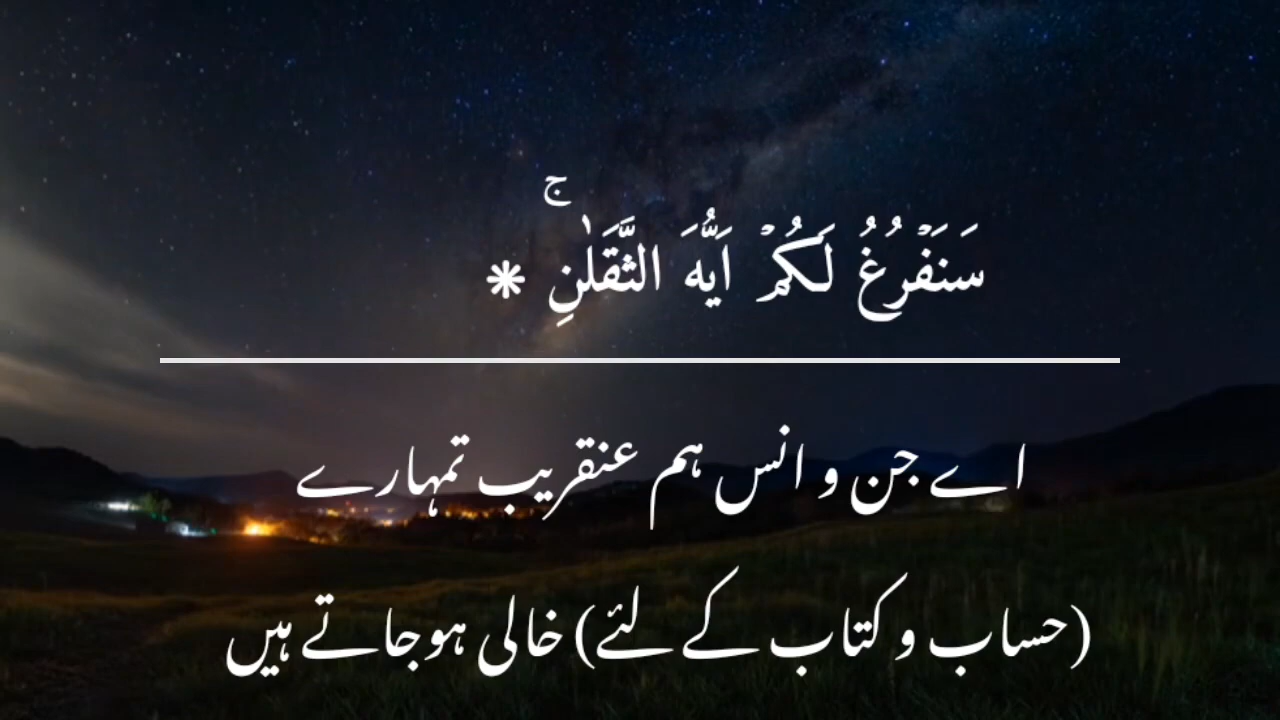 سَنَفۡرُغُ لَكُمۡ اَيُّهَ الثَّقَلٰنِ‌ۚ‏ ❋
اے جن و انس ہم عنقریب تمہارے
(حساب و کتاب کے لئے) خالی ہوجاتے ہیں